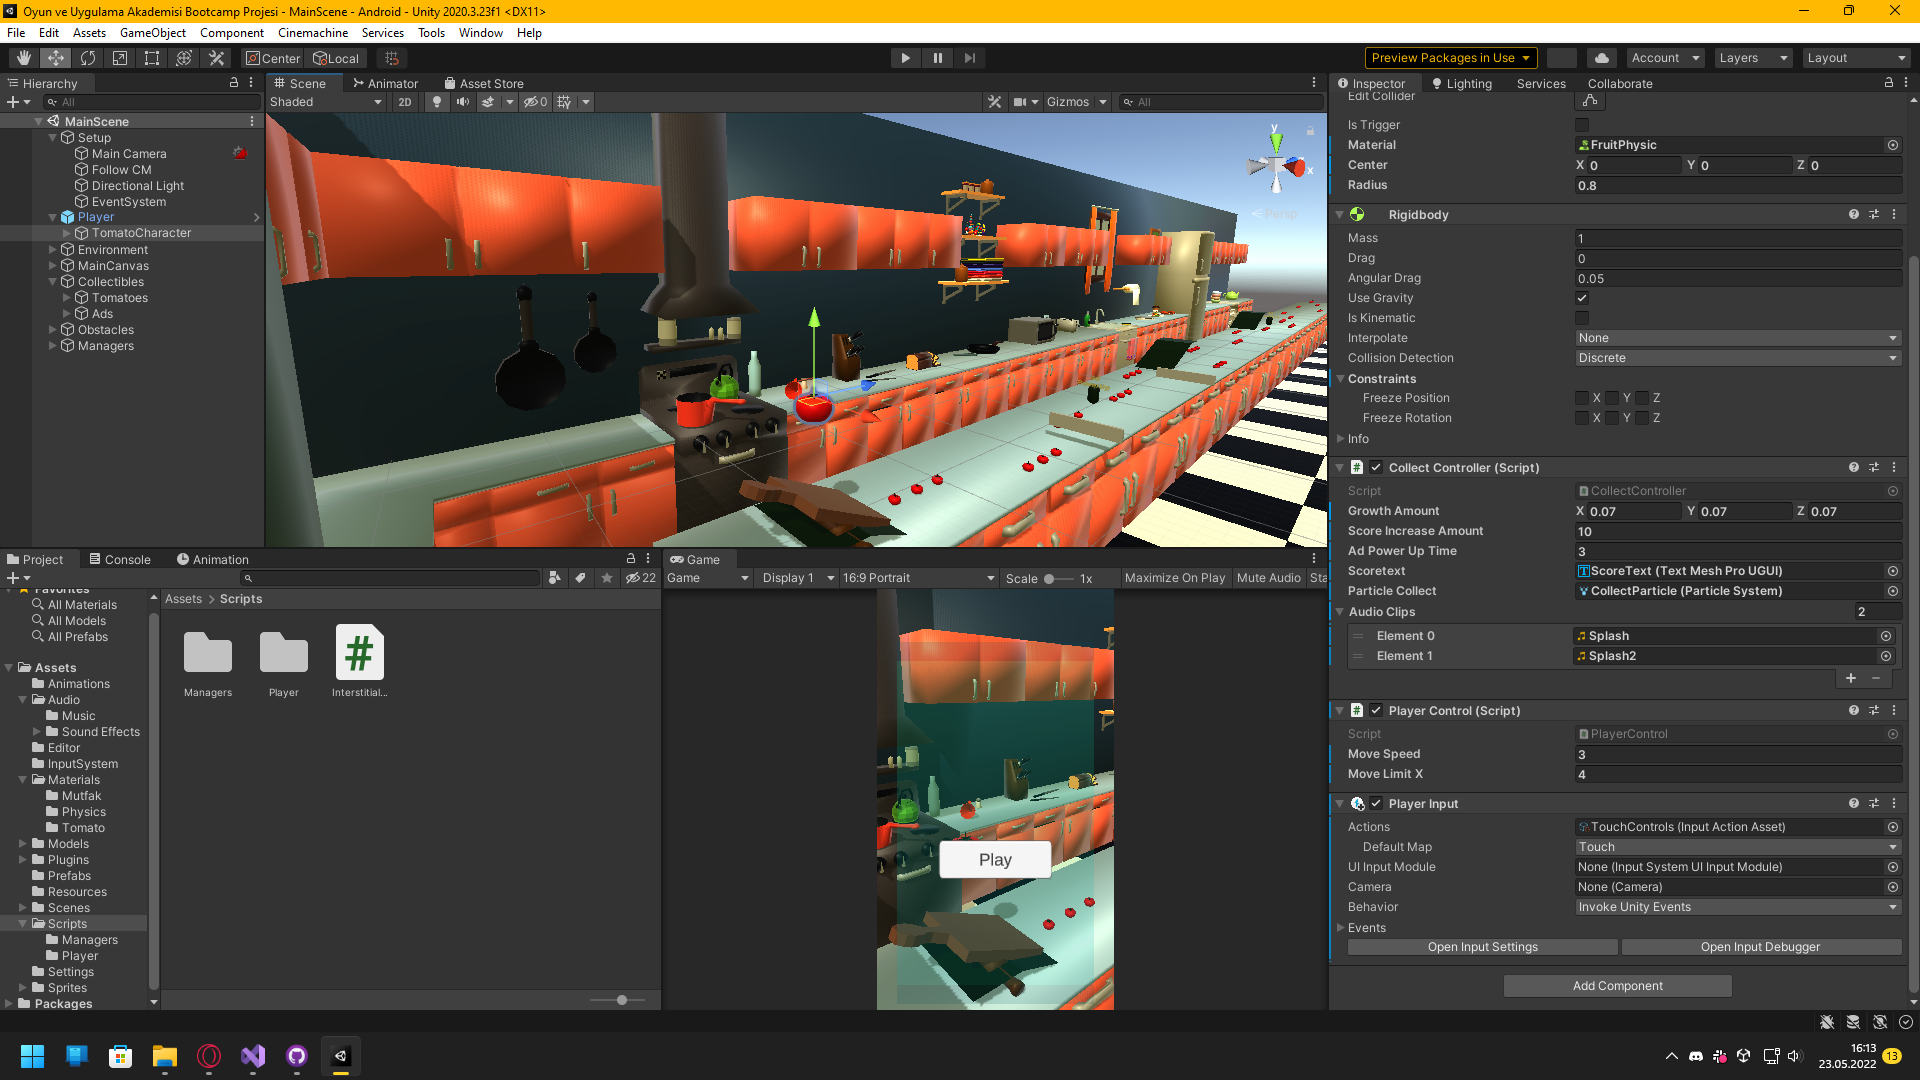 Oyun ve Uygulama Akademisi Bootcamp Projesi - MainScene - Android - Unity 2020.3.23f1 <DX11>
File Edit Assets GameObject Component Cinemachine Services Tools Window Help
Center Local
Preview Packages in Use
Account
Layers
Layout
Hierarchy
All
MainScene
Setup
Main Camera
Follow CM
Directional Light
EventSystem
Player
TomatoCharacter
Environment
MainCanvas
Collectibles
Tomatoes
Ads
Obstacles
Managers
Scene Animator Asset Store
Shaded 2D 0 Gizmos All
y
x
Persp
Project Console Animation
22
Favorites
All Materials
All Models
All Prefabs
Assets
Animations
Audio
Music
Sound Effects
Editor
InputSystem
Materials
Mutfak
Physics
Tomato
Models
Plugins
Prefabs
Resources
Scenes
Scripts
Managers
Player
Settings
Sprites
Packages
Assets > Scripts
Managers
Player
Interstitial...
Game
Game Display 1 16:9 Portrait Scale 1x Maximize On Play Mute Audio Sta
Play
Inspector Lighting Services Collaborate
Edit Collider
Is Trigger
Material FruitPhysic
Center X 0 Y 0 Z 0
Radius 0.8
Rigidbody
Mass 1
Drag 0
Angular Drag 0.05
Use Gravity
Is Kinematic
Interpolate None
Collision Detection Discrete
Constraints
Freeze Position X Y Z
Freeze Rotation X Y Z
Info
Collect Controller (Script)
Script CollectController
Growth Amount X 0.07 Y 0.07 Z 0.07
Score Increase Amount 10
Ad Power Up Time 3
Scoretext ScoreText (Text Mesh Pro UGUI)
Particle Collect CollectParticle (Particle System)
Audio Clips 2
Element 0 Splash
Element 1 Splash2
Player Control (Script)
Script PlayerControl
Move Speed 3
Move Limit X 4
Player Input
Actions TouchControls (Input Action Asset)
Default Map Touch
UI Input Module None (Input System UI Input Module)
Camera None (Camera)
Behavior Invoke Unity Events
Events
Open Input Settings Open Input Debugger
Add Component
16:13
23.05.2022
13